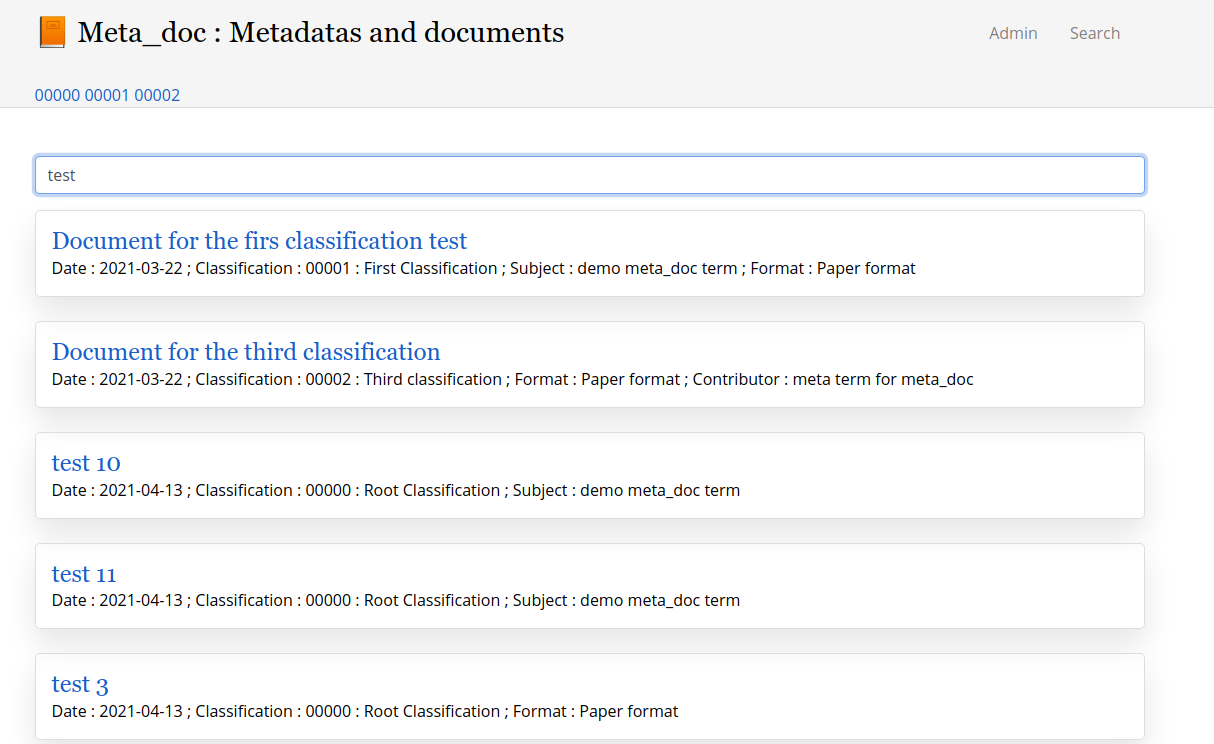 Meta_doc : Metadatas and documents
Admin
Search
00000 00001 00002
test
Document for the firs classification test
Date : 2021-03-22 ; Classification : 00001 : First Classification ; Subject : demo meta_doc term ; Format : Paper format
Document for the third classification
Date : 2021-03-22 ; Classification : 00002 : Third classification ; Format : Paper format ; Contributor : meta term for meta_doc
test 10
Date : 2021-04-13 ; Classification : 00000 : Root Classification ; Subject : demo meta_doc term
test 11
Date : 2021-04-13 ; Classification : 00000 : Root Classification ; Subject : demo meta_doc term
test 3
Date : 2021-04-13 ; Classification : 00000 : Root Classification ; Format : Paper format